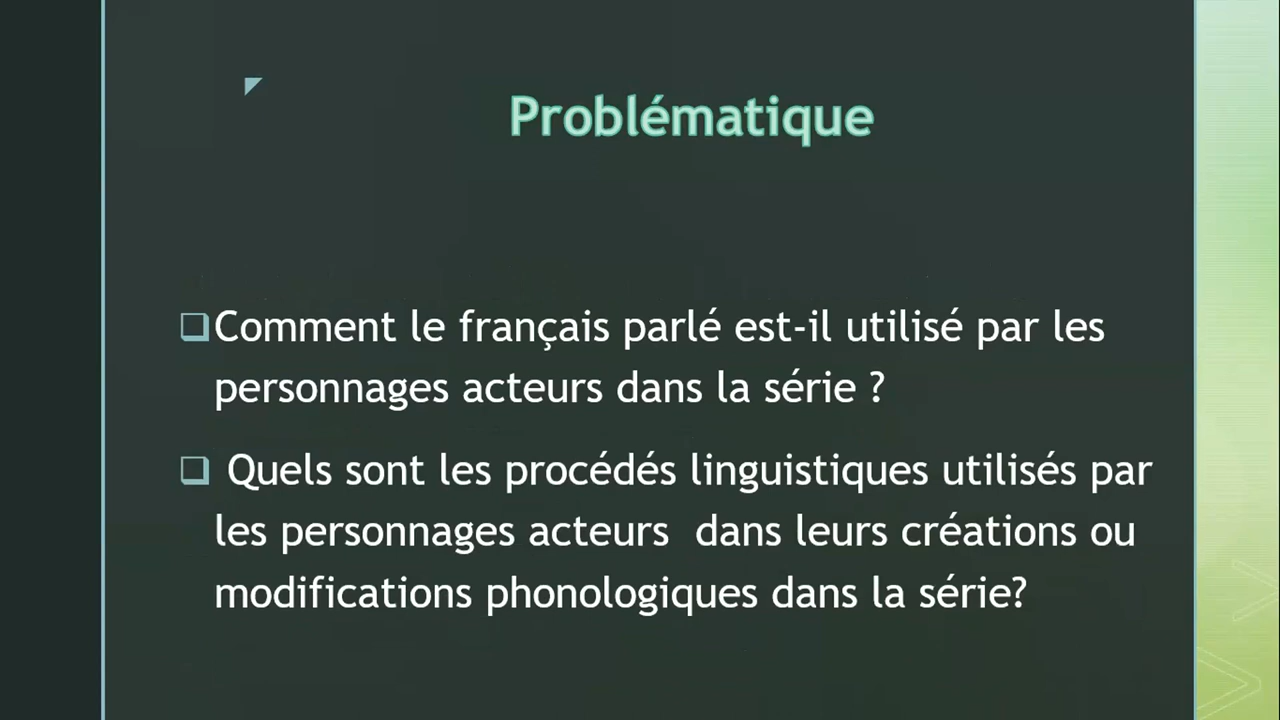 Problématique
Comment le français parlé est-il utilisé par les
personnages acteurs dans la série ?
Quels sont les procédés linguistiques utilisés par
les personnages acteurs  dans leurs créations ou
modifications phonologiques dans la série?